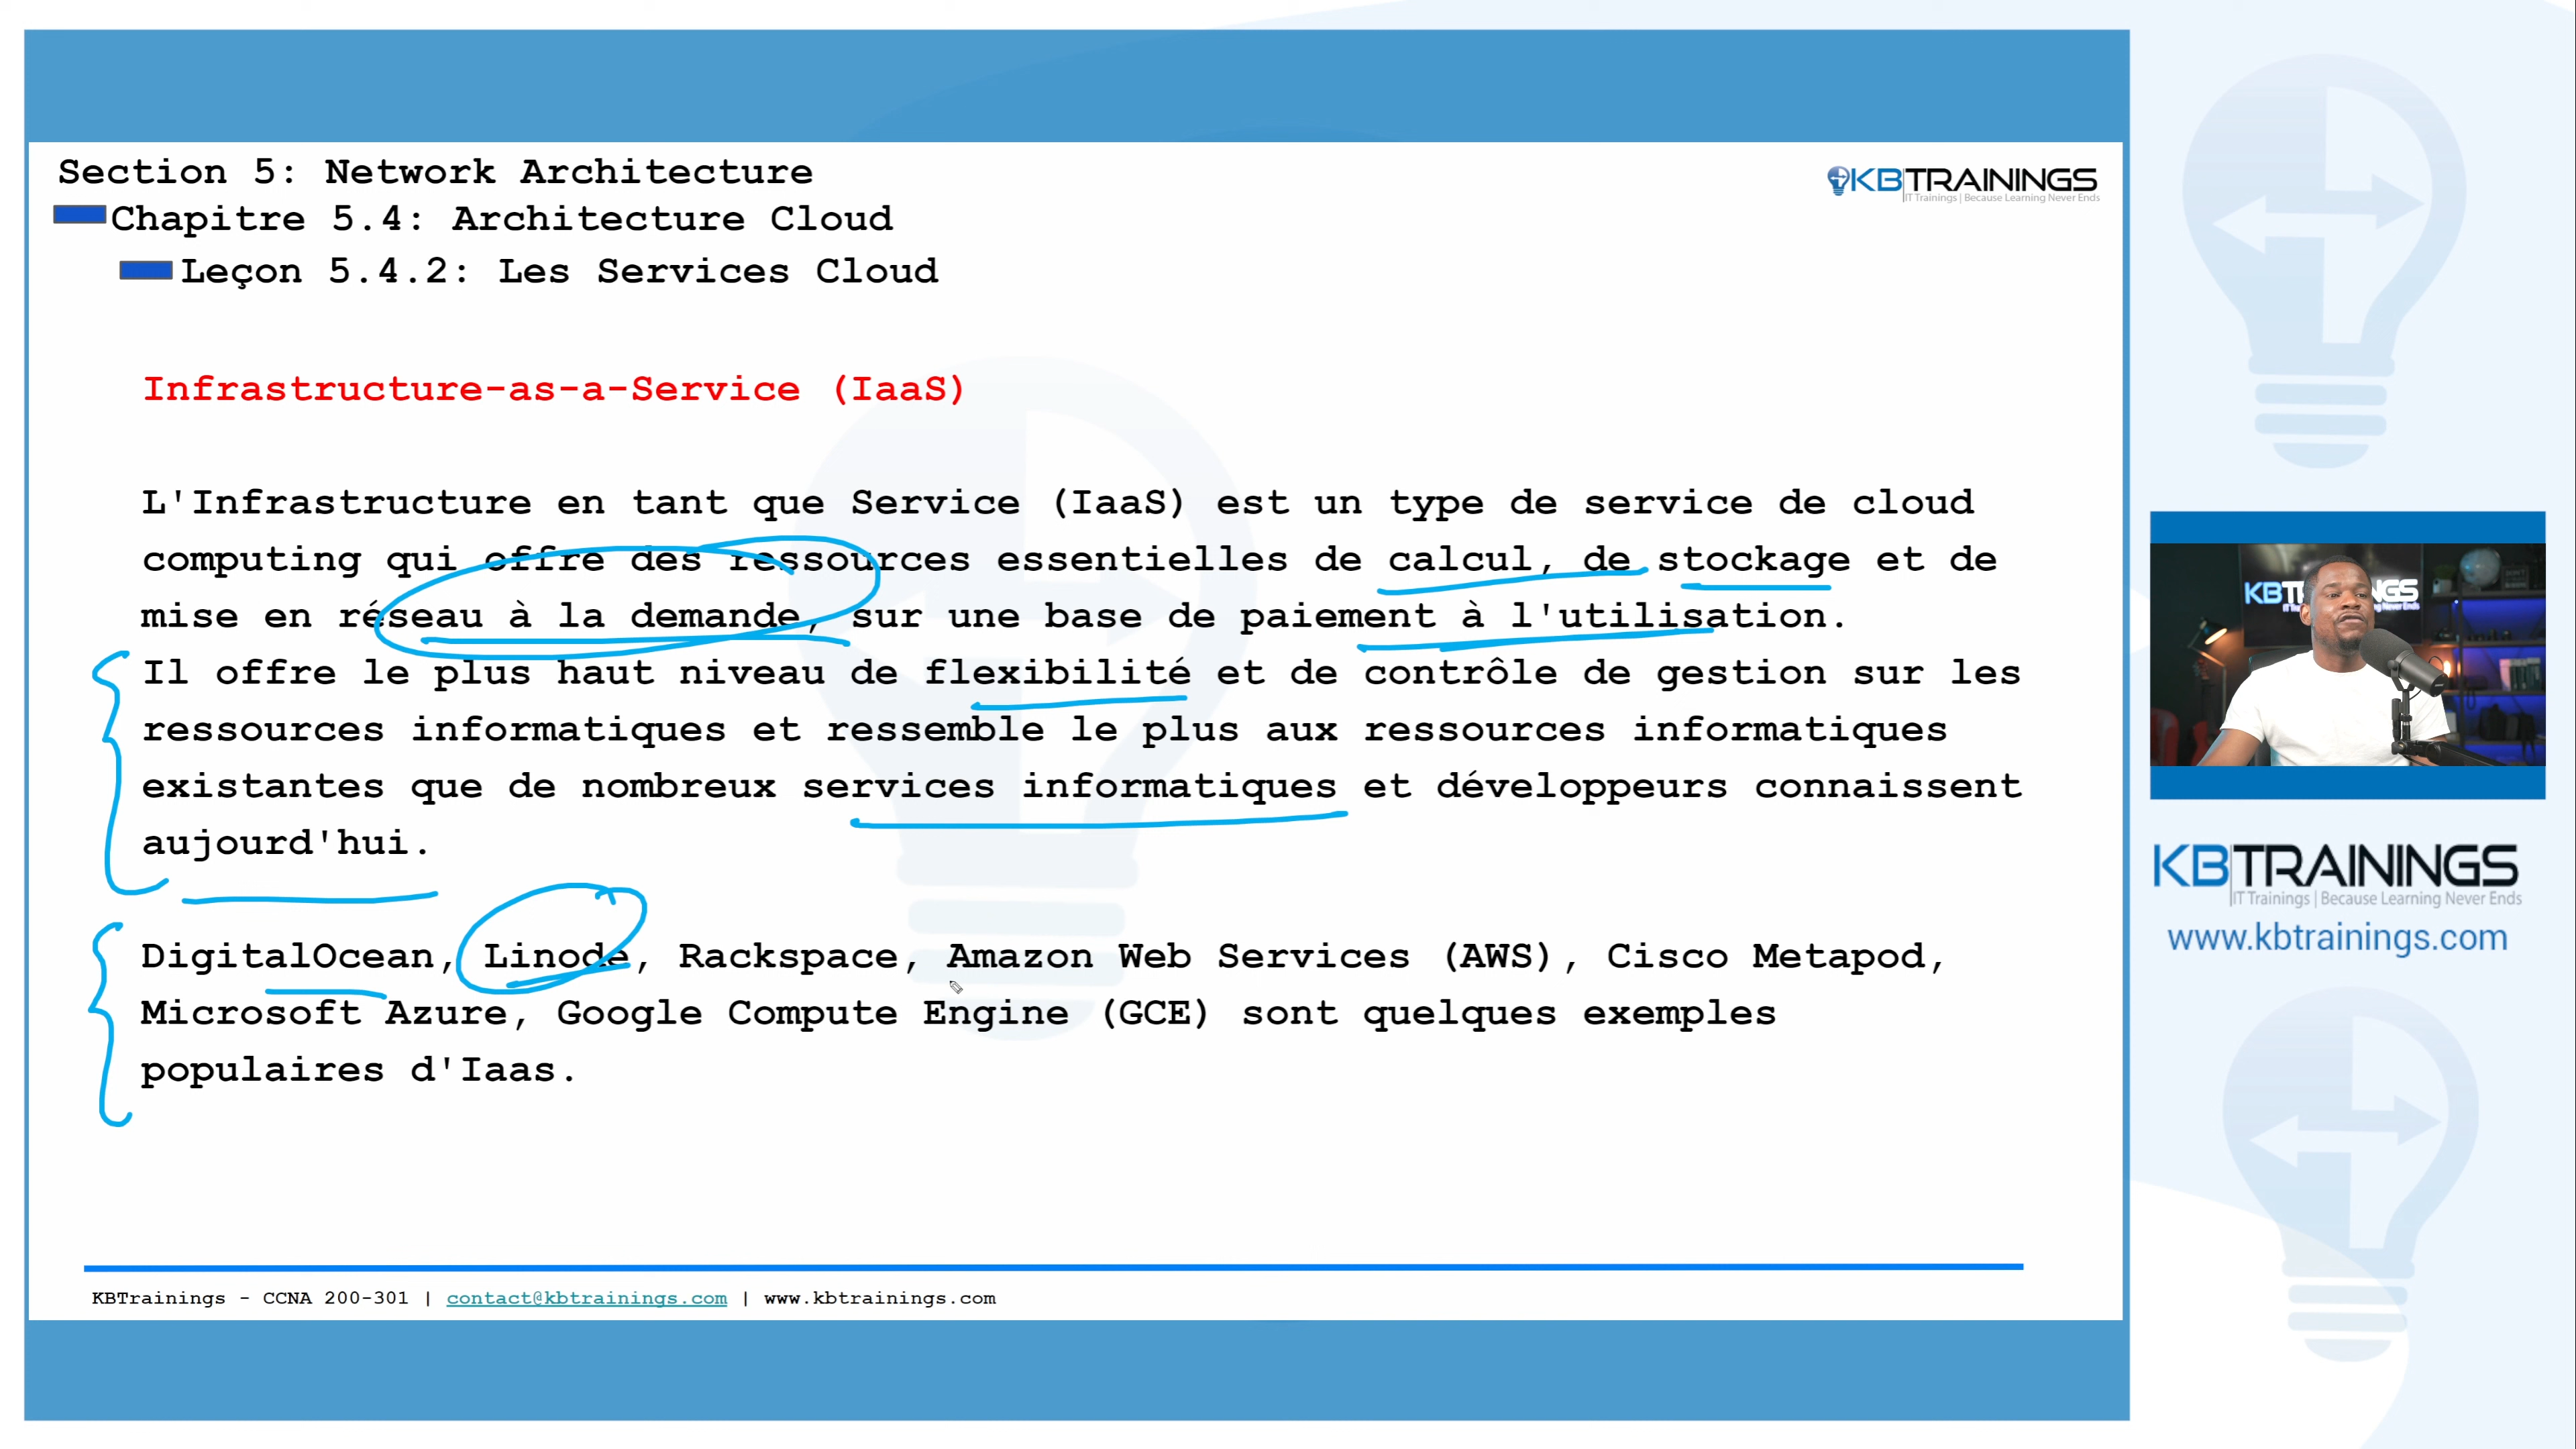 Section 5: Network Architecture
Chapitre 5.4: Architecture Cloud
Leçon 5.4.2: Les Services Cloud
KBTRAININGS
IT Trainings | Because Learning Never Ends
Infrastructure-as-a-Service (IaaS)
L'Infrastructure en tant que Service (IaaS) est un type de service de cloud
computing qui offre des ressources essentielles de calcul, de stockage et de
mise en réseau à la demande, sur une base de paiement à l'utilisation.
Il offre le plus haut niveau de flexibilité et de contrôle de gestion sur les
ressources informatiques et ressemble le plus aux ressources informatiques
existantes que de nombreux services informatiques et développeurs connaissent
aujourd'hui.
DigitalOcean, Linode, Rackspace, Amazon Web Services (AWS), Cisco Metapod,
Microsoft Azure, Google Compute Engine (GCE) sont quelques exemples
populaires d'Iaas.
KBTrainings - CCNA 200-301 | contact@kbtrainings.com | www.kbtrainings.com
KBTRAININGS
IT Trainings | Because Learning Never Ends
www.kbtrainings.com